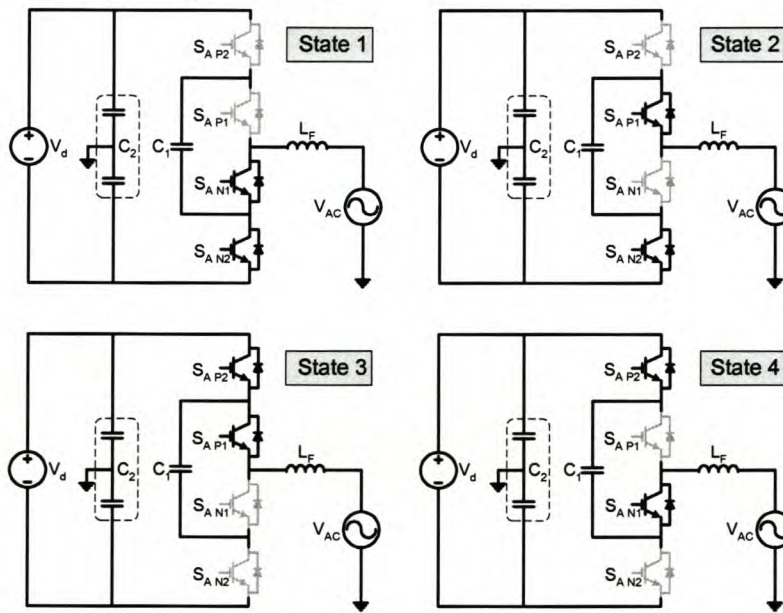 State 1
S_A P2
S_A P1
S_A N1
S_A N2
V_d
C_2
C_1
L_F
V_AC
+
−
State 2
S_A P2
S_A P1
S_A N1
S_A N2
V_d
C_2
C_1
L_F
V_AC
+
−
State 3
S_A P2
S_A P1
S_A N1
S_A N2
V_d
C_2
C_1
L_F
V_AC
+
−
State 4
S_A P2
S_A P1
S_A N1
S_A N2
V_d
C_2
C_1
L_F
V_AC
+
−